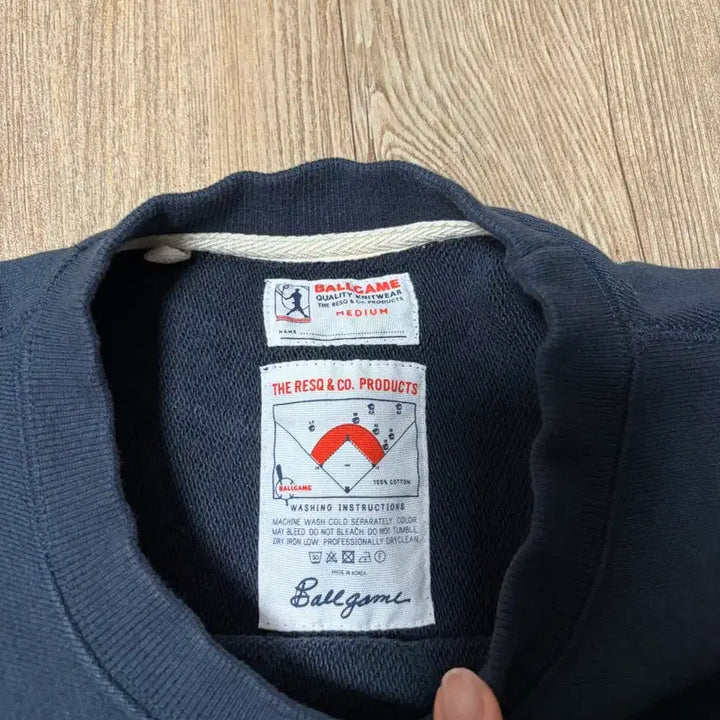 BALLGAME
QUALITY KNITWEAR
THE RESQ & CO. PRODUCTS
MEDIUM
NAME
THE RESQ & CO. PRODUCTS
BALLGAME
100% COTTON
WASHING INSTRUCTIONS
MACHINE WASH COLD SEPARATELY. COLOR
MAY BLEED. DO NOT BLEACH. DO NOT TUMBLE
DRY. IRON LOW. PROFESSIONALLY DRYCLEAN.
MADE IN KOREA
Ballgame